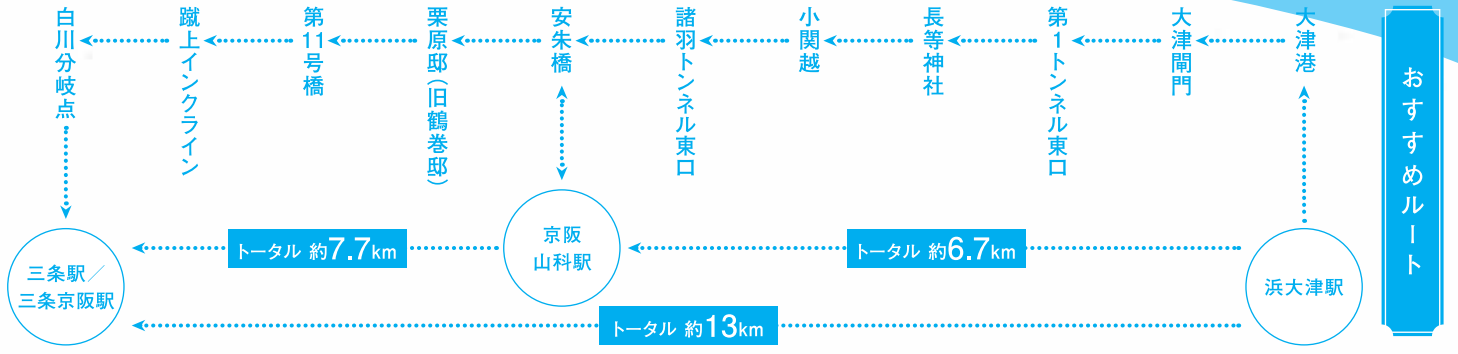 おすすめルート
大津港
大津閘門
第1トンネル東口
長等神社
小関越
諸羽トンネル東口
安朱橋
栗原邸(旧鶴巻邸)
第11号橋
蹴上インクライン
白川分岐点
浜大津駅
トータル 約6.7km
京阪
山科駅
トータル 約7.7km
三条駅／
三条京阪駅
トータル 約13km